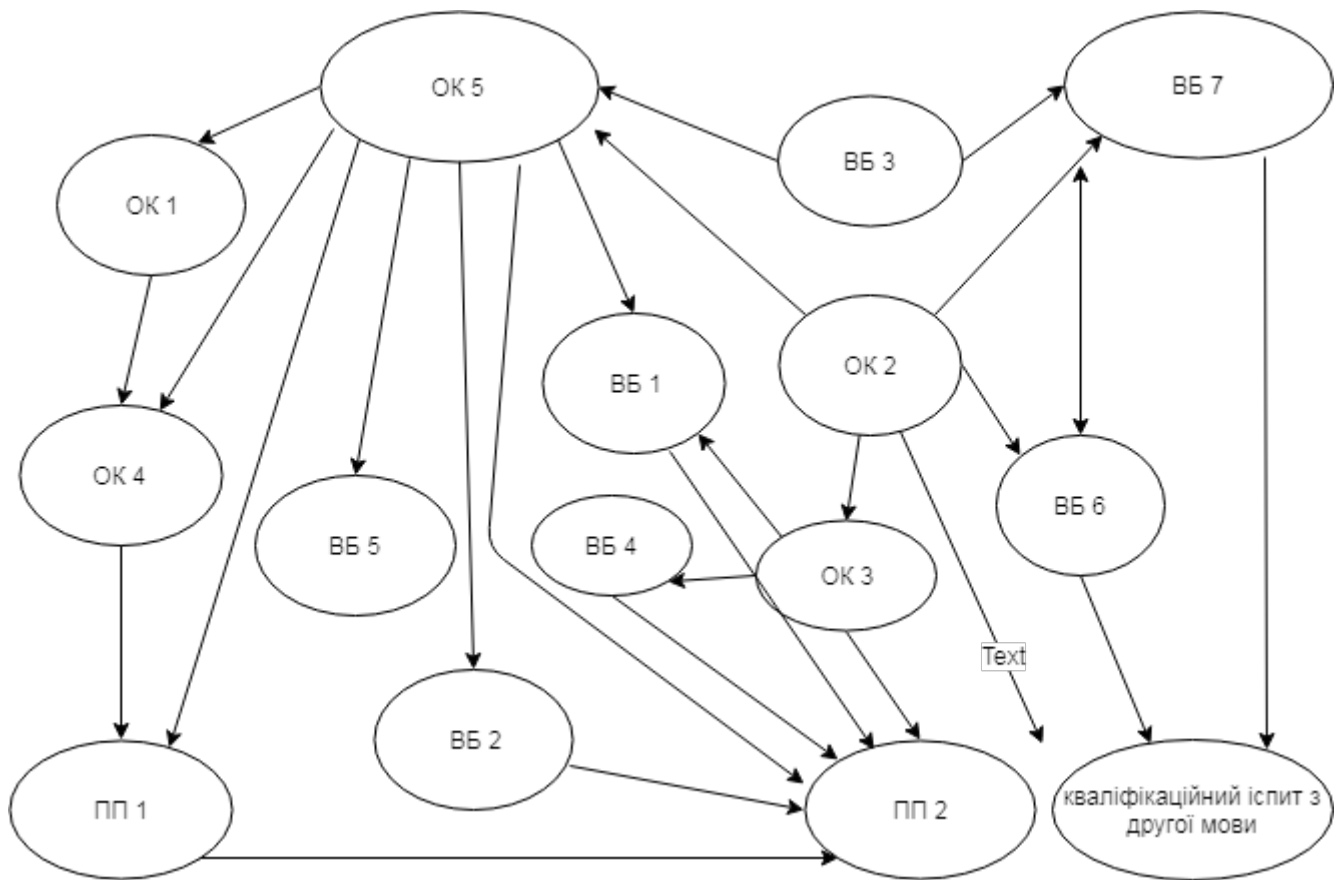 ОК 5
ВБ 7
ВБ 3
ОК 1
ОК 2
ВБ 1
ОК 4
ВБ 6
ВБ 5
ВБ 4
ОК 3
Text
ВБ 2
ПП 1
ПП 2
кваліфікаційний іспит з
другої мови